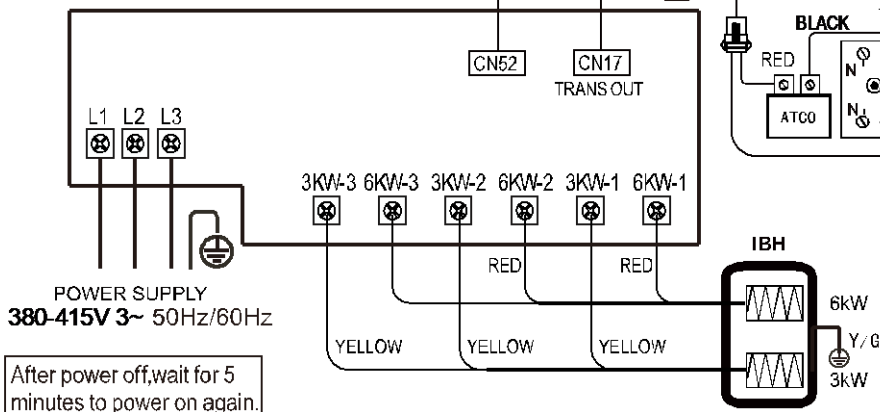 CN52
CN17
TRANS OUT
BLACK
RED
N
N
ATCO
L1 L2 L3
3KW-3 6KW-3 3KW-2 6KW-2 3KW-1 6KW-1
IBH
RED
RED
POWER SUPPLY
380-415V 3~ 50Hz/60Hz
6kW
YELLOW
YELLOW
YELLOW
Y/G
3kW
After power off,wait for 5
minutes to power on again.